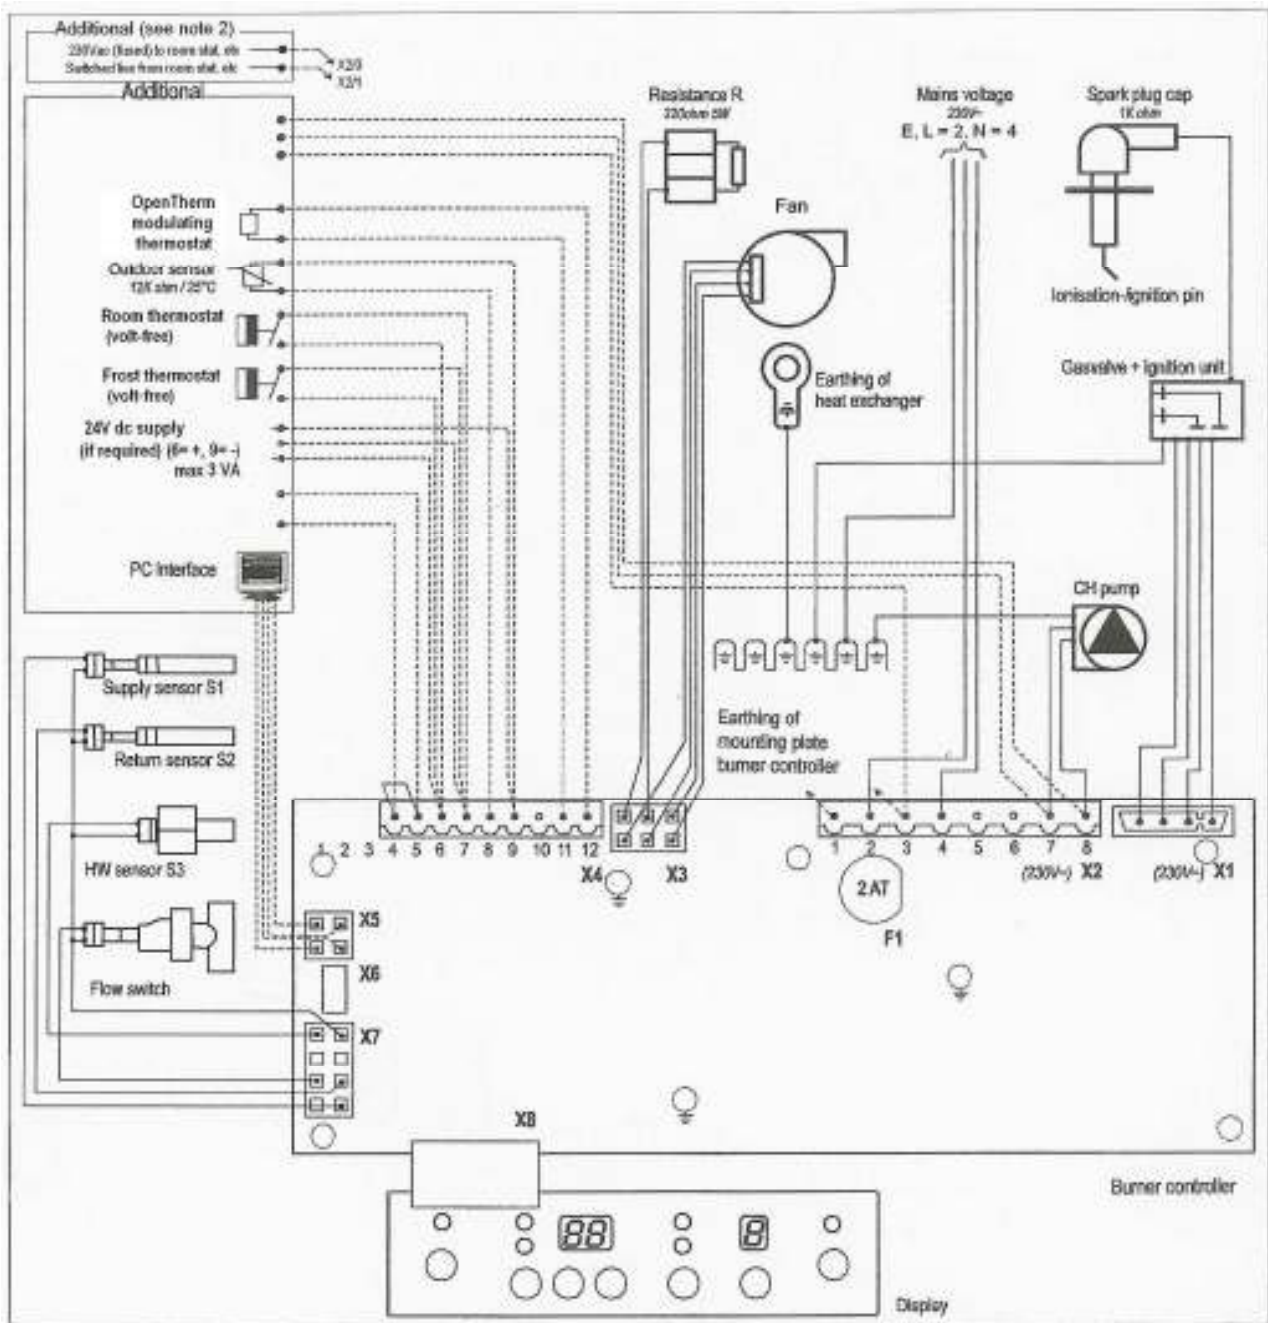 Additional (see note 2)
230Vac (fused) to room stat. etc
Switched live from room stat. etc
X2/3
X2/1
Additional
OpenTherm
modulating
thermostat
Outdoor sensor
12K ohm / 25°C
Room thermostat
(volt-free)
Frost thermostat
(volt-free)
24V dc supply
(if required) (6= +, 9= -)
max 3 VA
PC Interface
Resistance R
Mains voltage
230V~
E, L = 2, N = 4
Spark plug cap
1K ohm
Fan
Ionisation-/ignition pin
Gasvalve + ignition unit
Earthing of
heat exchanger
CH pump
Supply sensor S1
Return sensor S2
HW sensor S3
Flow switch
Earthing of
mounting plate
burner controller
1 2 3 4 5 6 7 8 9 10 11 12
X4
X3
1 2 3 4 5 6 7 8
(230V~) X2
(230V~) X1
2AT
F1
X5
X6
X7
X8
Burner controller
88
8
Display